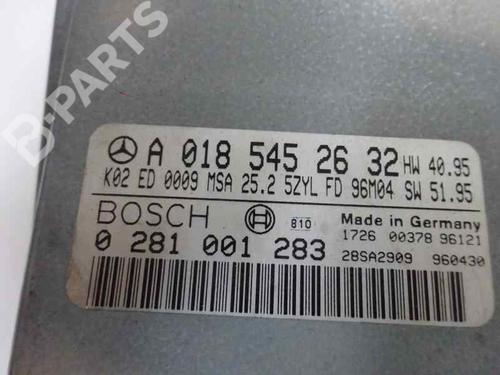 B-PARTS
A 018 545 26 32 HW 40.95
K02 ED 0009 MSA 25.2 5ZYL FD 96M04 SW 51.95
BOSCH 810 Made in Germany
0 281 001 283 1726 00378 96121
28SA2909 960430